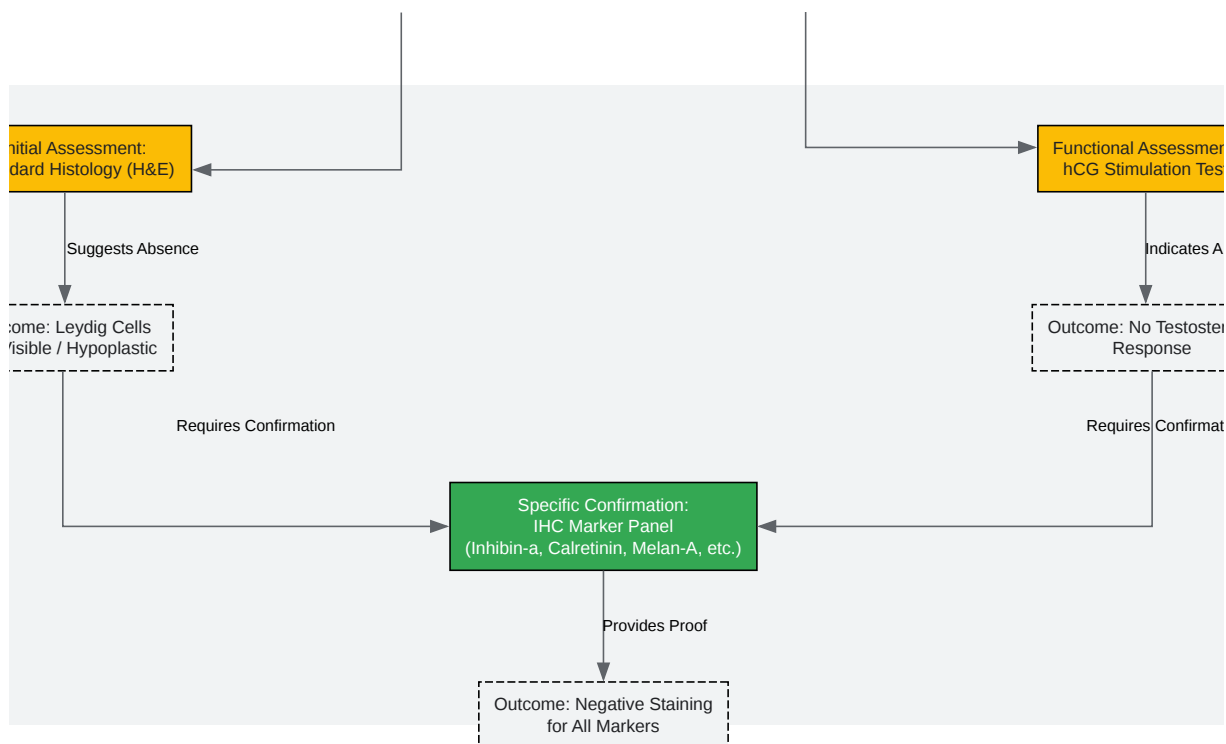 nitial Assessment:
dard Histology (H&E)
Functional Assessmen
hCG Stimulation Tes
Suggests Absence
Indicates A
come: Leydig Cells
Visible / Hypoplastic
Outcome: No Testoster
Response
Requires Confirmation
Requires Confirmat
Specific Confirmation:
IHC Marker Panel
(Inhibin-a, Calretinin, Melan-A, etc.)
Provides Proof
Outcome: Negative Staining
for All Markers